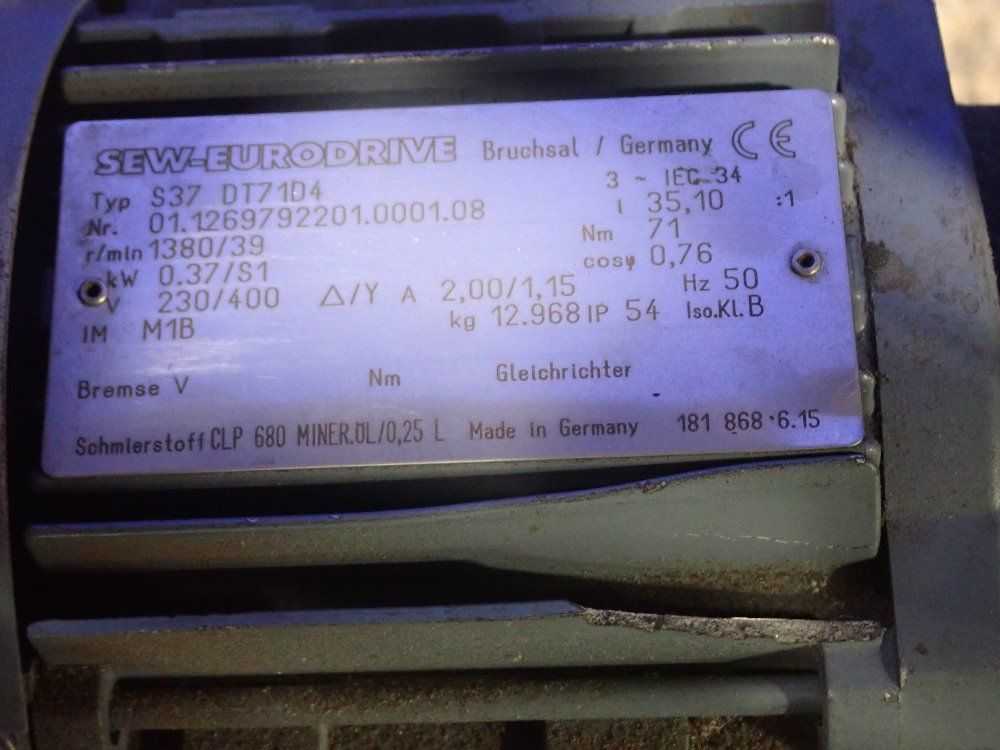 SEW-EURODRIVE Bruchsal / Germany CE
Typ S37 DT71D4 3 ~ IEC 34
Nr. 01.1269792201.0001.08 i 35,10 :1
r/min 1380/39 Nm 71
kW 0.37/S1 cosφ 0,76
V 230/400 Δ/Y A 2,00/1,15 Hz 50
IM M1B kg 12.968 IP 54 Iso.Kl. B
Bremse V Nm Gleichrichter
Schmierstoff CLP 680 MINER.ÖL/0,25 L Made in Germany 181 868 6.15